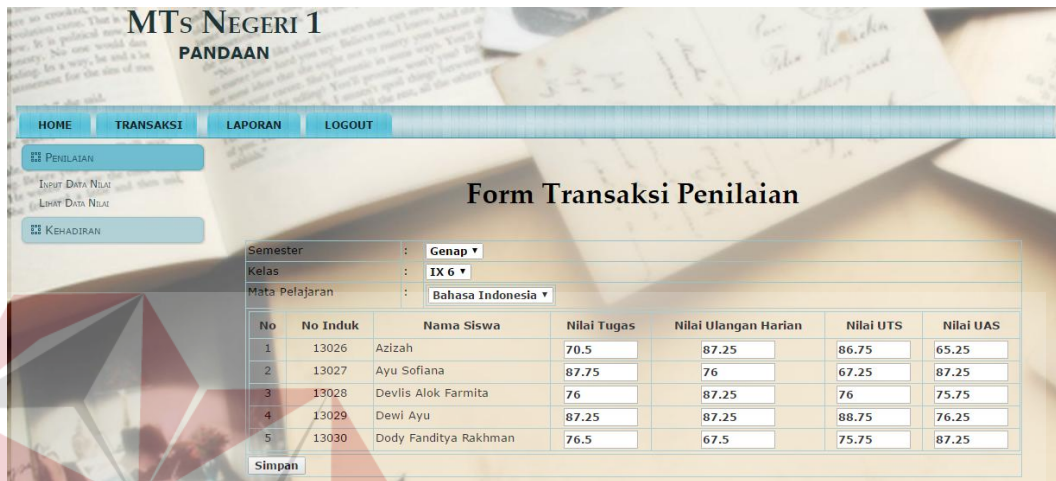 MTs NEGERI 1
PANDAAN
HOME TRANSAKSI LAPORAN LOGOUT
PENILAIAN
INPUT DATA NILAI
LIHAT DATA NILAI
KEHADIRAN
Form Transaksi Penilaian
Semester : Genap
Kelas : IX 6
Mata Pelajaran : Bahasa Indonesia
No No Induk Nama Siswa Nilai Tugas Nilai Ulangan Harian Nilai UTS Nilai UAS
1 13026 Azizah 70.5 87.25 86.75 65.25
2 13027 Ayu Sofiana 87.75 76 67.25 87.25
3 13028 Devlis Alok Farmita 76 87.25 76 75.75
4 13029 Dewi Ayu 87.25 87.25 88.75 76.25
5 13030 Dody Fanditya Rakhman 76.5 67.5 75.75 87.25
Simpan